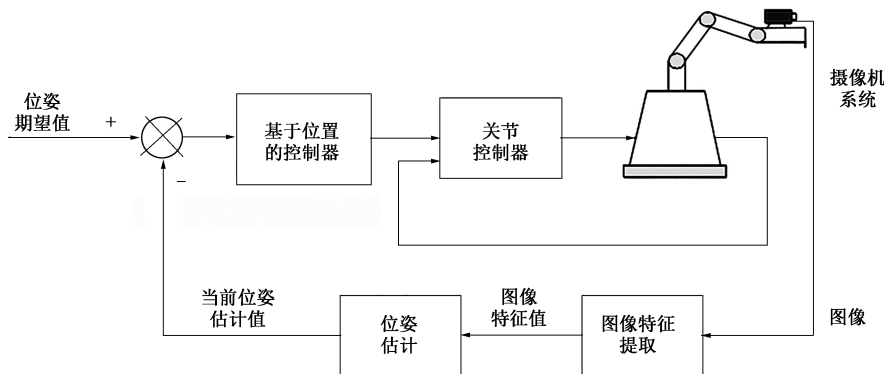 位姿
期望值
+
−
基于位置
的控制器
关节
控制器
摄像机
系统
当前位姿
估计值
位姿
估计
图像
特征值
图像特征
提取
图像